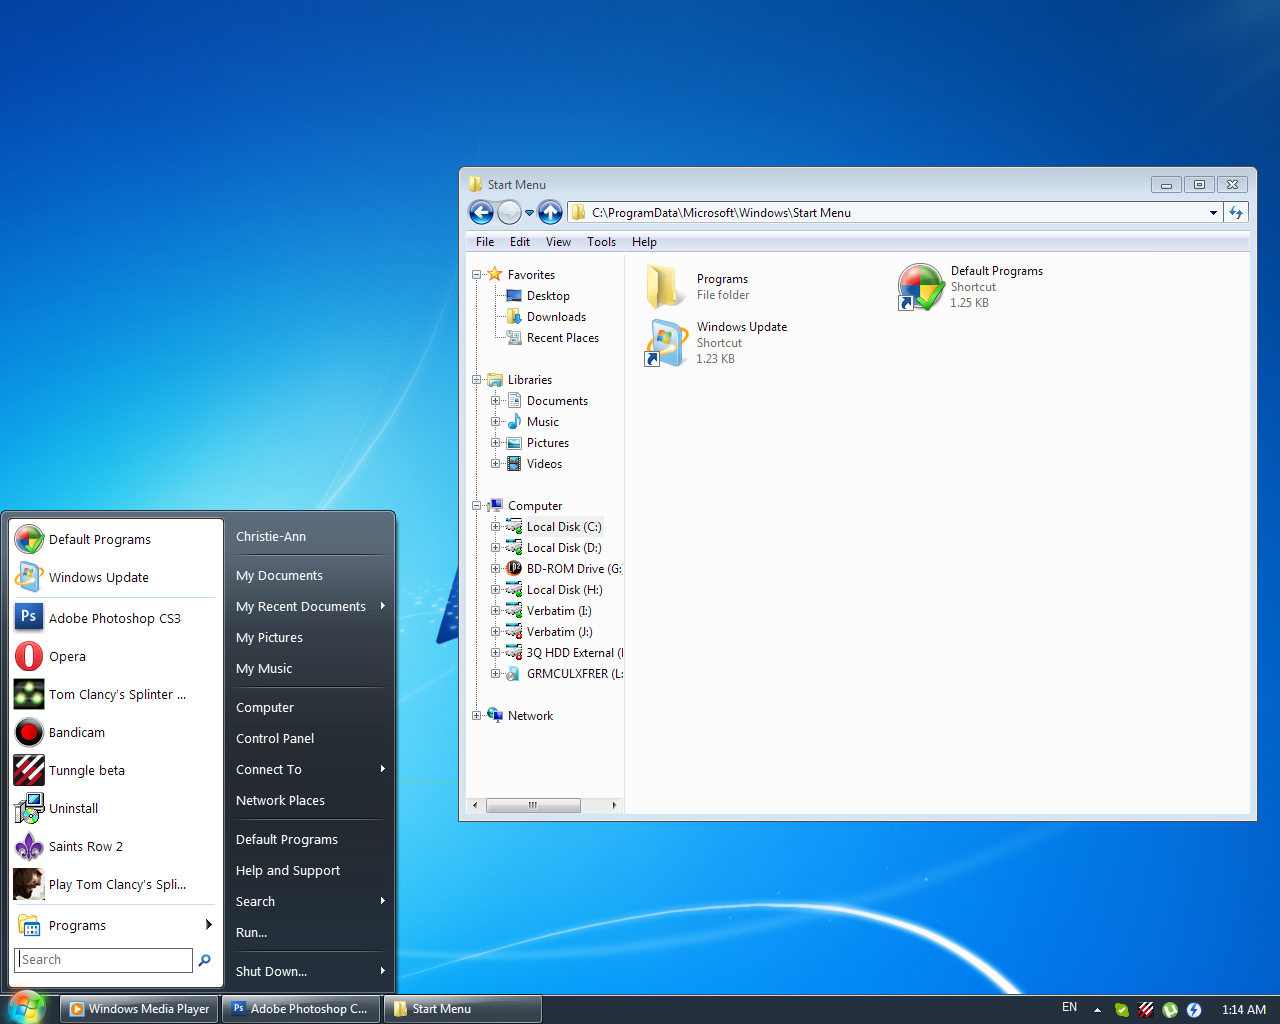 Start Menu
C:\ProgramData\Microsoft\Windows\Start Menu
File Edit View Tools Help
Favorites
Desktop
Downloads
Recent Places
Libraries
Documents
Music
Pictures
Videos
Computer
Local Disk (C:)
Local Disk (D:)
BD-ROM Drive (G:
Local Disk (H:)
Verbatim (I:)
Verbatim (J:)
3Q HDD External (
GRMCULXFRER (L:
Network
Programs
File folder
Default Programs
Shortcut
1.25 KB
Windows Update
Shortcut
1.23 KB
Default Programs
Windows Update
Ps Adobe Photoshop CS3
Opera
Tom Clancy's Splinter ...
Bandicam
Tunngle beta
Uninstall
Saints Row 2
Play Tom Clancy's Spli...
Programs
Search
Christie-Ann
My Documents
My Recent Documents
My Pictures
My Music
Computer
Control Panel
Connect To
Network Places
Default Programs
Help and Support
Search
Run...
Shut Down...
Windows Media Player
Ps Adobe Photoshop C...
Start Menu
EN
1:14 AM